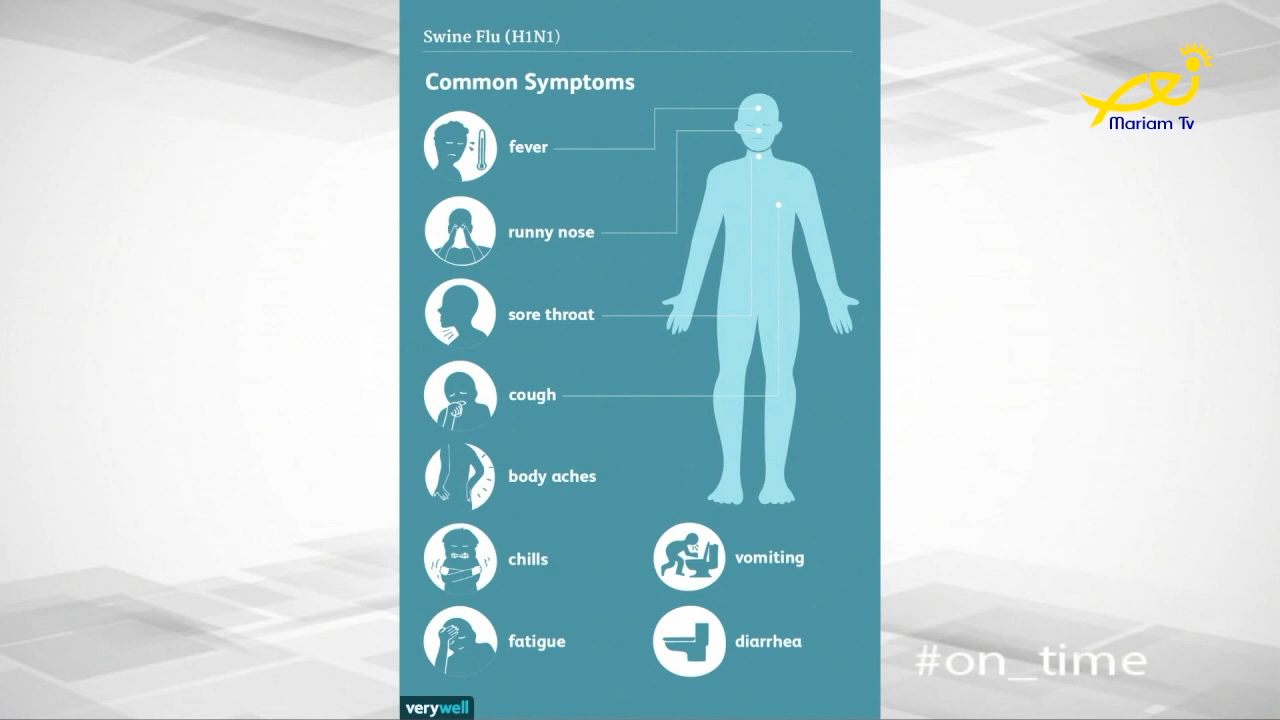 Swine Flu (H1N1)
Common Symptoms
fever
runny nose
sore throat
cough
body aches
chills
vomiting
fatigue
diarrhea
verywell
Mariam Tv
#on_time